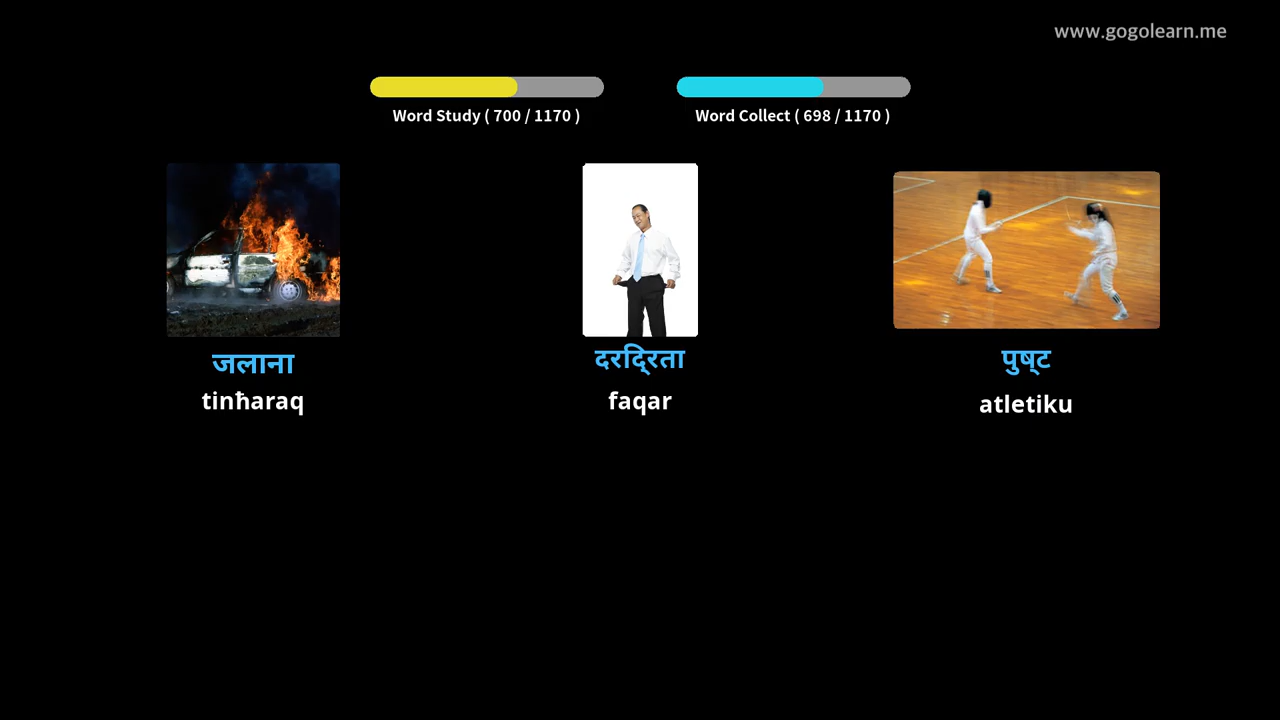 www.gogolearn.me
Word Study ( 700 / 1170 )
Word Collect ( 698 / 1170 )
जलाना
tinħaraq
दरद्रिता
faqar
पुष्ट
atletiku